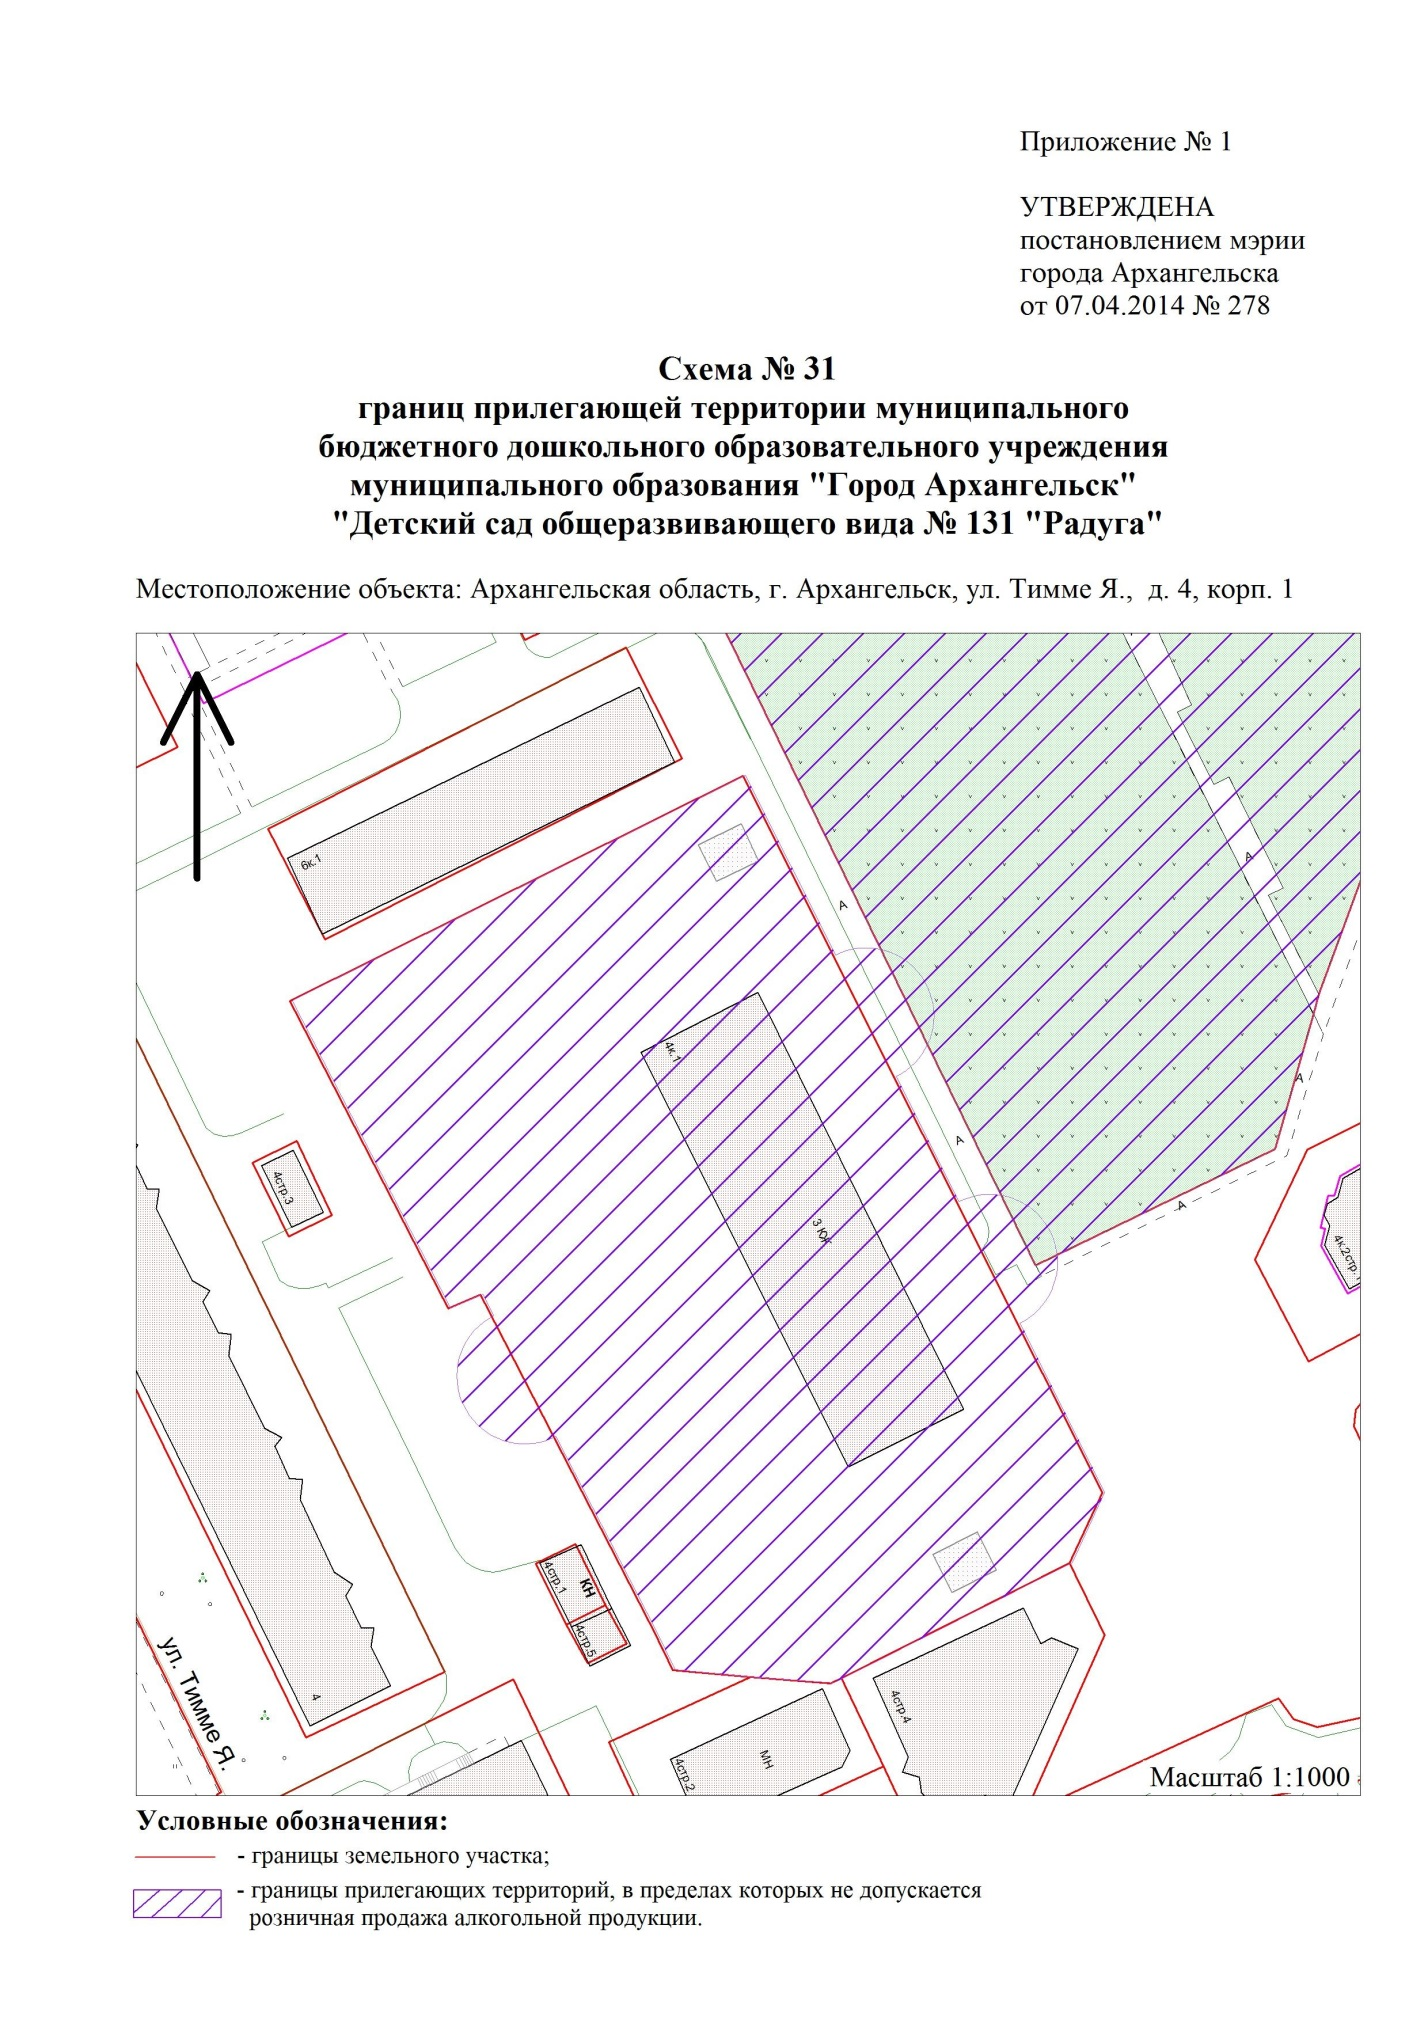 Приложение № 1
УТВЕРЖДЕНА
постановлением мэрии
города Архангельска
от 07.04.2014 № 278
Схема № 31
границ прилегающей территории муниципального
бюджетного дошкольного образовательного учреждения
муниципального образования "Город Архангельск"
"Детский сад общеразвивающего вида № 131 "Радуга"
Местоположение объекта: Архангельская область, г. Архангельск, ул. Тимме Я., д. 4, корп. 1
6к.1
А
А
4к.1
А
А
4стр.3
А
3 КЖ
4к.2стр.
4стр.1
КН
4стр.5
ул. Тимме Я.
4
4стр.4
4стр.2
МН
Масштаб 1:1000
Условные обозначения:
- границы земельного участка;
- границы прилегающих территорий, в пределах которых не допускается
розничная продажа алкогольной продукции.